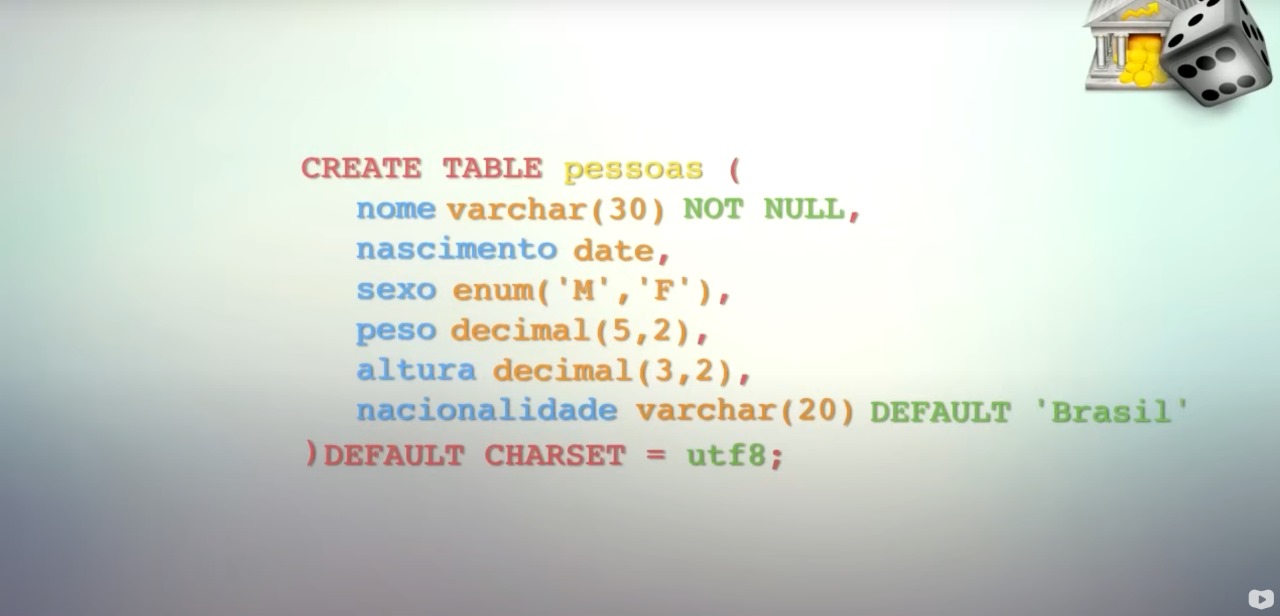 CREATE TABLE pessoas (
nome varchar(30) NOT NULL,
nascimento date,
sexo enum('M','F'),
peso decimal(5,2),
altura decimal(3,2),
nacionalidade varchar(20) DEFAULT 'Brasil'
)DEFAULT CHARSET = utf8;